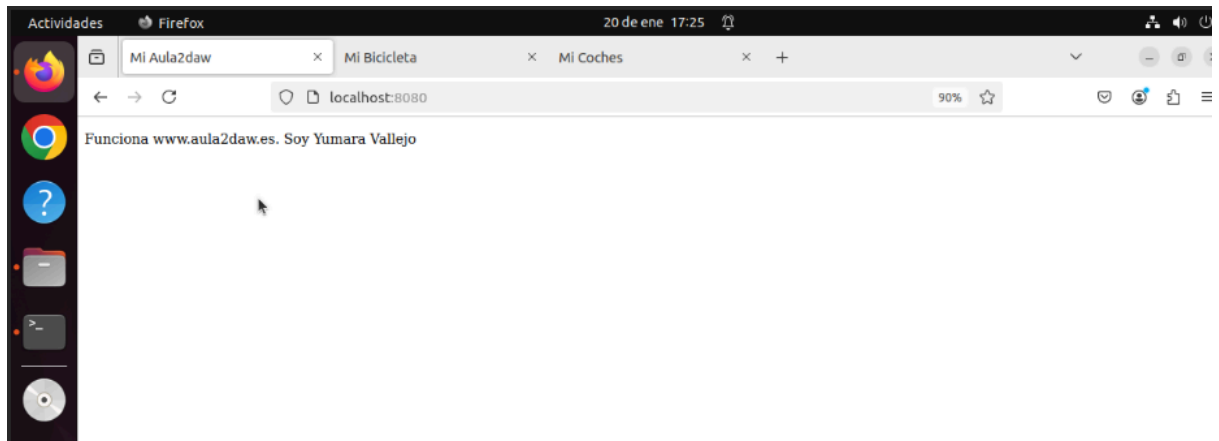 Actividades Firefox 20 de ene 17:25
Mi Aula2daw Mi Bicicleta Mi Coches
localhost:8080 90%
Funciona www.aula2daw.es. Soy Yumara Vallejo